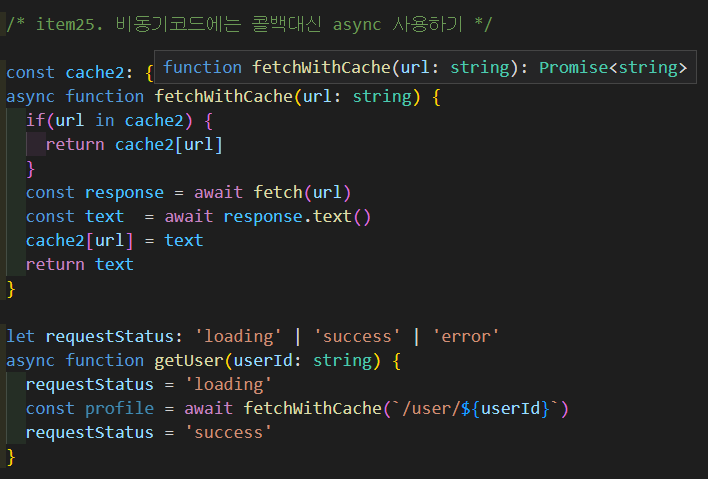 /* item25. 비동기코드에는 콜백대신 async 사용하기 */
function fetchWithCache(url: string): Promise<string>
const cache2: {
async function fetchWithCache(url: string) {
  if(url in cache2) {
    return cache2[url]
  }
  const response = await fetch(url)
  const text  = await response.text()
  cache2[url] = text
  return text
}
let requestStatus: 'loading' | 'success' | 'error'
async function getUser(userId: string) {
  requestStatus = 'loading'
  const profile = await fetchWithCache(`/user/${userId}`)
  requestStatus = 'success'
}